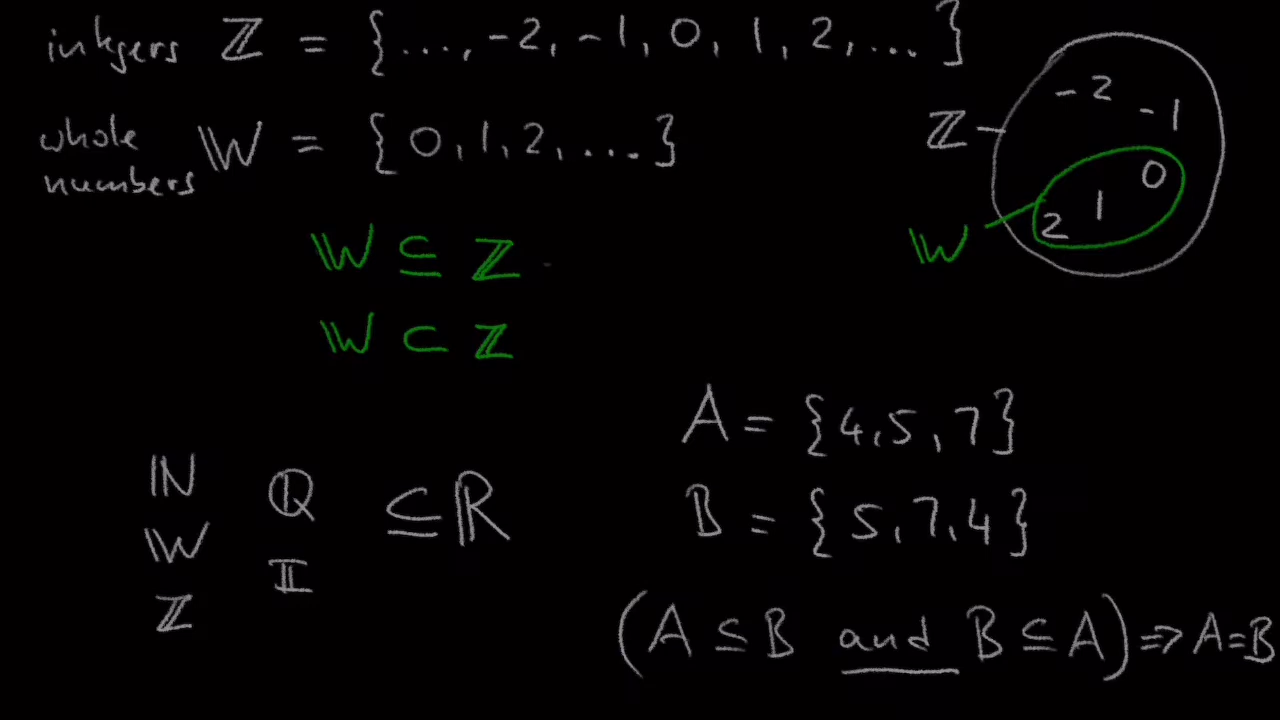 integers ℤ = {..., -2, -1, 0, 1, 2, ...}
whole numbers 𝕎 = {0, 1, 2, ...}
ℤ
-2 -1
0
1
2
𝕎
𝕎 ⊆ ℤ
𝕎 ⊂ ℤ
A = {4, 5, 7}
B = {5, 7, 4}
ℕ ℚ ⊆ ℝ
𝕎 𝕀
ℤ
(A ⊆ B and B ⊆ A) ⇒ A = B